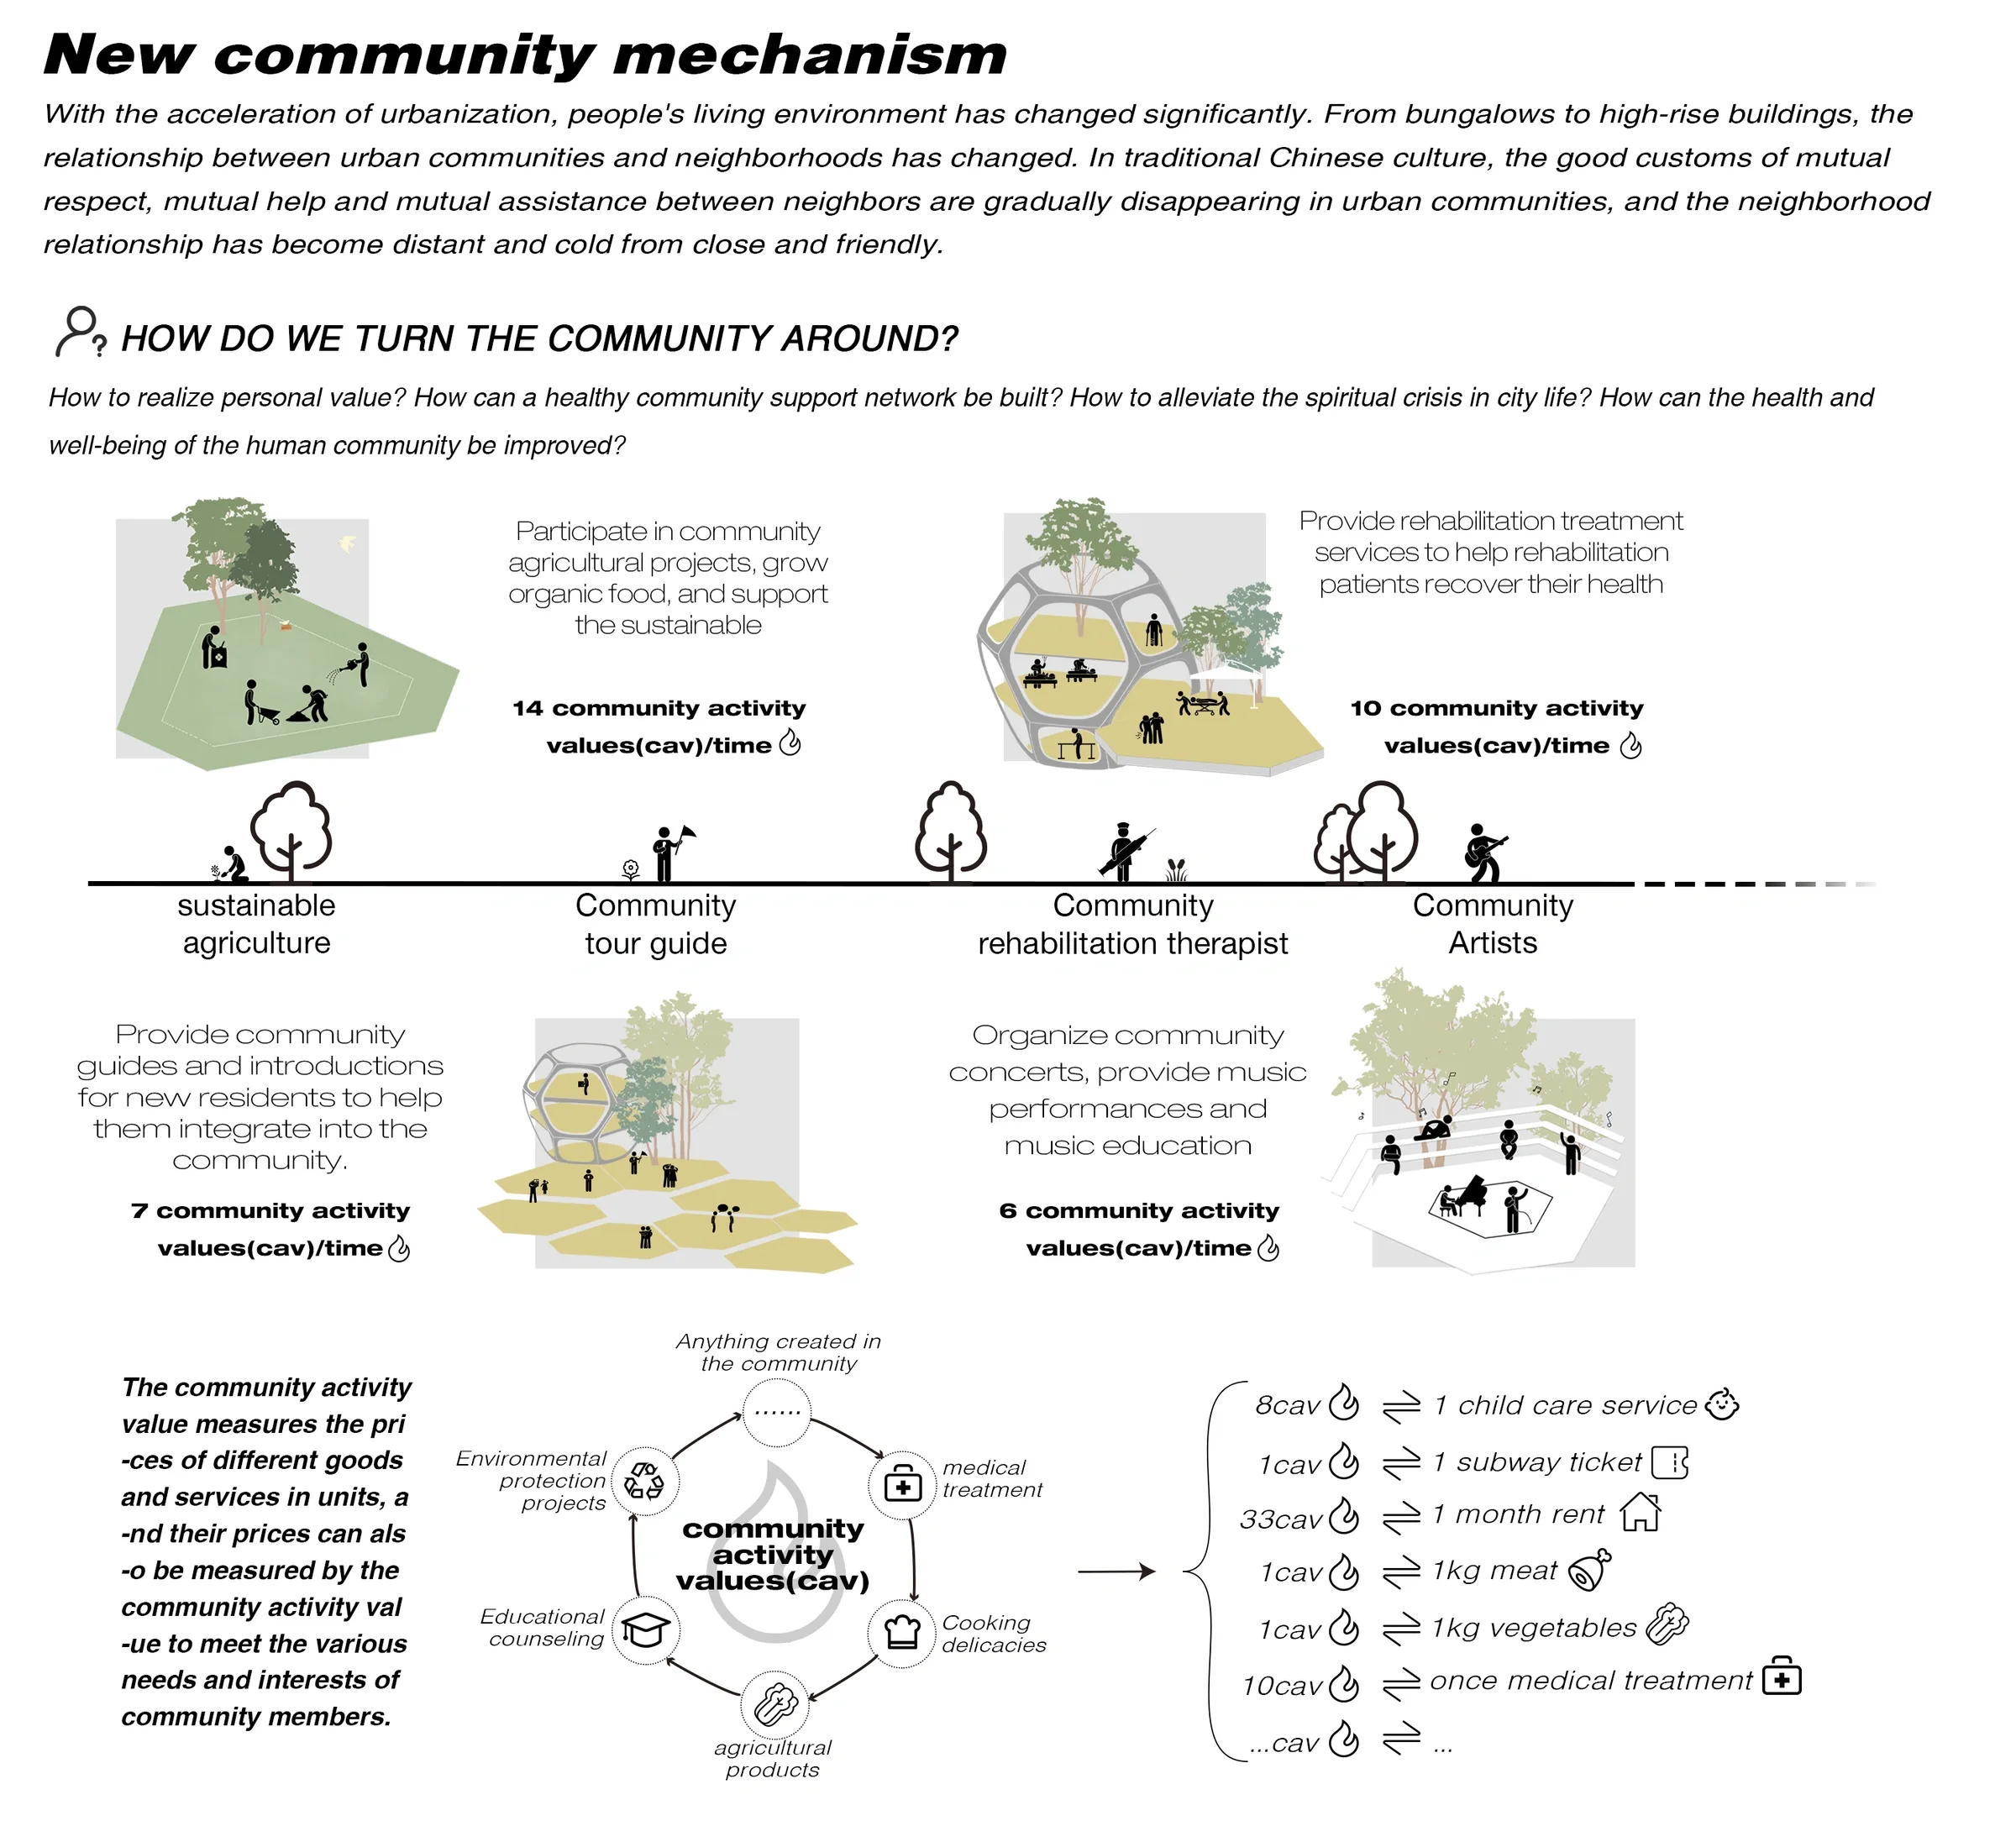 New community mechanism
With the acceleration of urbanization, people's living environment has changed significantly. From bungalows to high-rise buildings, the
relationship between urban communities and neighborhoods has changed. In traditional Chinese culture, the good customs of mutual
respect, mutual help and mutual assistance between neighbors are gradually disappearing in urban communities, and the neighborhood
relationship has become distant and cold from close and friendly.
HOW DO WE TURN THE COMMUNITY AROUND?
How to realize personal value? How can a healthy community support network be built? How to alleviate the spiritual crisis in city life? How can the health and
well-being of the human community be improved?
Participate in community
agricultural projects, grow
organic food, and support
the sustainable
14 community activity
values(cav)/time
Provide rehabilitation treatment
services to help rehabilitation
patients recover their health
10 community activity
values(cav)/time
sustainable
agriculture
Community
tour guide
Community
rehabilitation therapist
Community
Artists
Provide community
guides and introductions
for new residents to help
them integrate into the
community.
7 community activity
values(cav)/time
Organize community
concerts, provide music
performances and
music education
6 community activity
values(cav)/time
The community activity
value measures the pri
-ces of different goods
and services in units, a
-nd their prices can als
-o be measured by the
community activity val
-ue to meet the various
needs and interests of
community members.
Anything created in
the community
......
Environmental
protection
projects
medical
treatment
community
activity
values(cav)
Educational
counseling
Cooking
delicacies
agricultural
products
8cav ⇌ 1 child care service
1cav ⇌ 1 subway ticket
33cav ⇌ 1 month rent
1cav ⇌ 1kg meat
1cav ⇌ 1kg vegetables
10cav ⇌ once medical treatment
...cav ⇌ ...